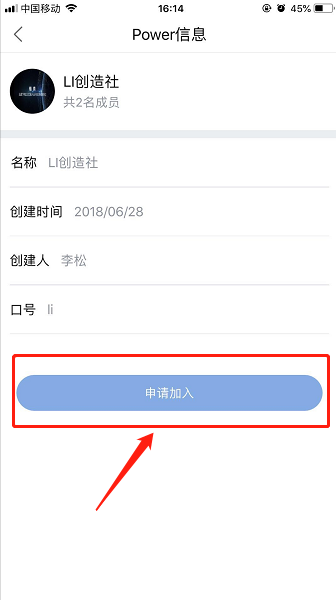 中国移动 16:14 45%
Power信息
LI创造社
共2名成员
名称 LI创造社
创建时间 2018/06/28
创建人 李松
口号 li
申请加入